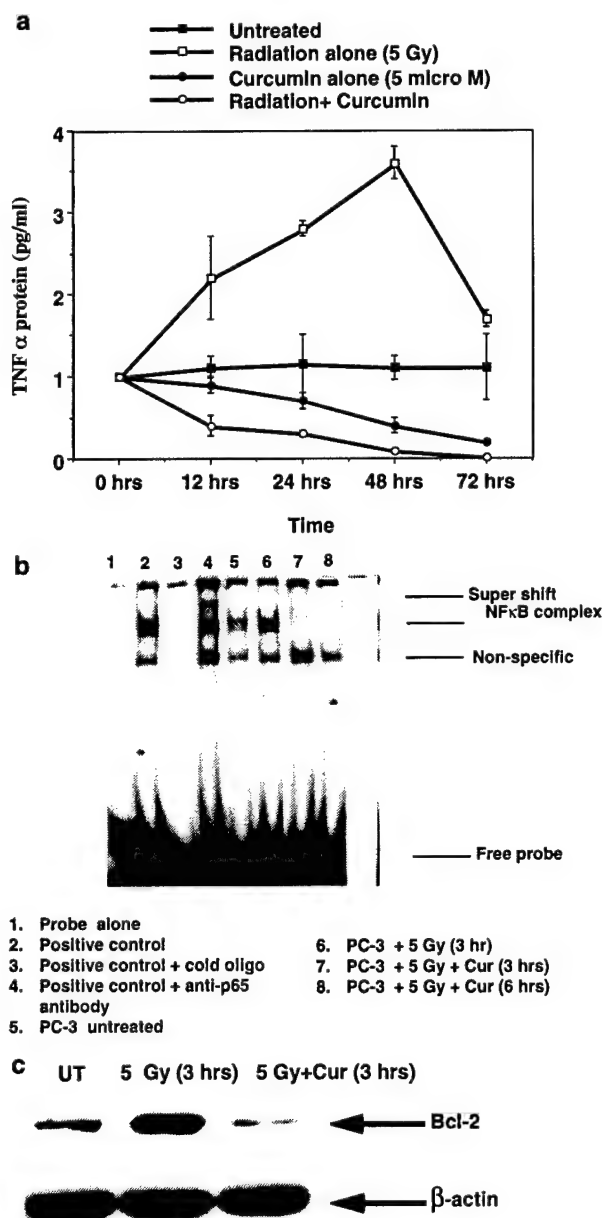 a
Untreated
Radiation alone (5 Gy)
Curcumin alone (5 micro M)
Radiation+ Curcumin
4
3
2
1
0
TNF α protein (pg/ml)
0 hrs 12 hrs 24 hrs 48 hrs 72 hrs
Time
b
1 2 3 4 5 6 7 8
Super shift
NFκB complex
Non-specific
Free probe
1. Probe alone
2. Positive control
3. Positive control + cold oligo
4. Positive control + anti-p65
antibody
5. PC-3 untreated
6. PC-3 + 5 Gy (3 hr)
7. PC-3 + 5 Gy + Cur (3 hrs)
8. PC-3 + 5 Gy + Cur (6 hrs)
c
UT 5 Gy (3 hrs) 5 Gy+Cur (3 hrs)
Bcl-2
β-actin